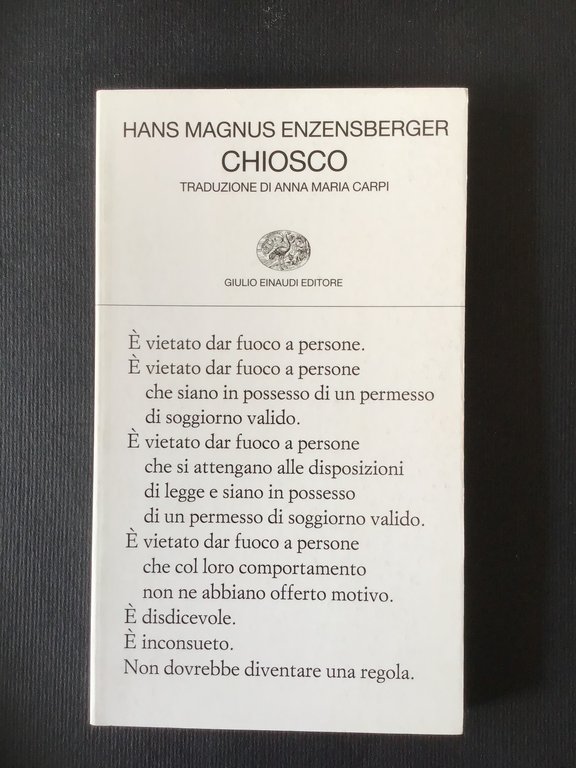 HANS MAGNUS ENZENSBERGER
CHIOSCO
TRADUZIONE DI ANNA MARIA CARPI
GIULIO EINAUDI EDITORE
È vietato dar fuoco a persone.
È vietato dar fuoco a persone
che siano in possesso di un permesso
di soggiorno valido.
È vietato dar fuoco a persone
che si attengano alle disposizioni
di legge e siano in possesso
di un permesso di soggiorno valido.
È vietato dar fuoco a persone
che col loro comportamento
non ne abbiano offerto motivo.
È disdicevole.
È inconsueto.
Non dovrebbe diventare una regola.